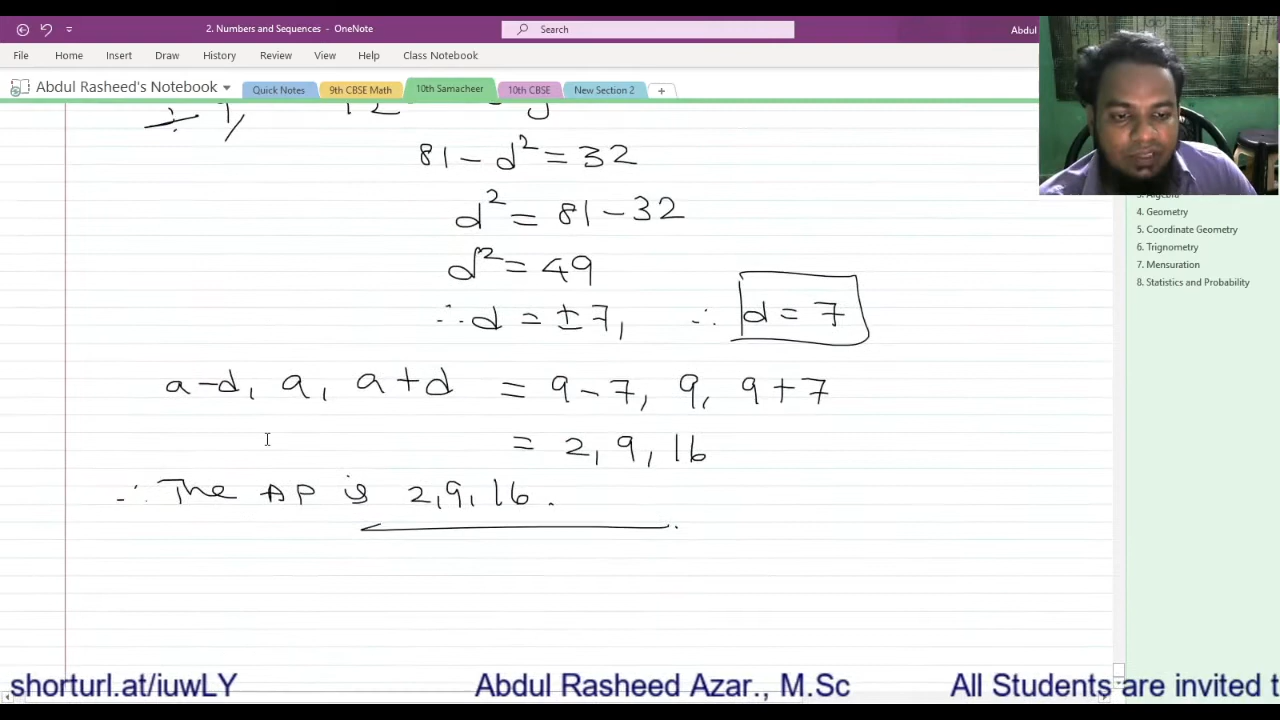 2. Numbers and Sequences - OneNote
Search
Abdul
File Home Insert Draw History Review View Help Class Notebook
Abdul Rasheed's Notebook
Quick Notes 9th CBSE Math 10th Samacheer 10th CBSE New Section 2
3. Algebra
4. Geometry
5. Coordinate Geometry
6. Trignometry
7. Mensuration
8. Statistics and Probability
81 - d² = 32
d² = 81 - 32
d² = 49
∴ d = ±7, ∴ d = 7
a-d, a, a+d = 9-7, 9, 9+7
= 2, 9, 16
∴ The AP is 2, 9, 16.
shorturl.at/iuwLY Abdul Rasheed Azar., M.Sc All Students are invited t